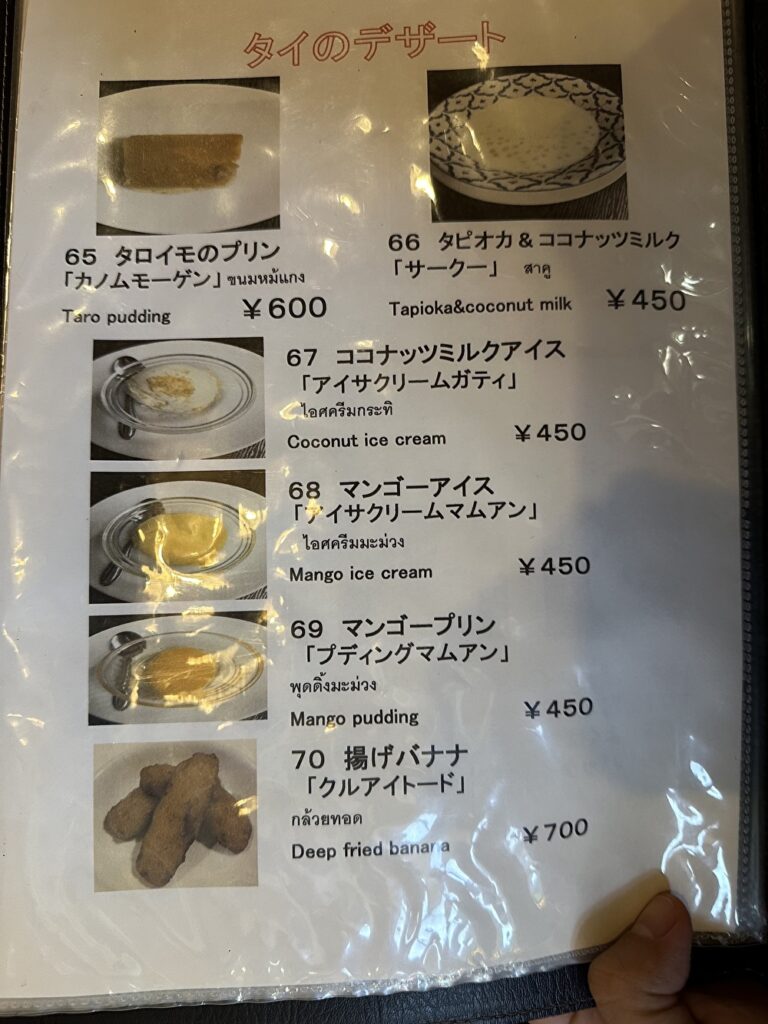 タイのデザート
65 タロイモのプリン
「カノムモーゲン」ขนมหม้แกง
Taro pudding ￥600
66 タピオカ&ココナッツミルク
「サークー」 สาคู
Tapioka&coconut milk ￥450
67 ココナッツミルクアイス
「アイサクリームガティ」
ไอศครีมกระทิ
Coconut ice cream ￥450
68 マンゴーアイス
「アイサクリームマムアン」
ไอศครีมมะม่วง
Mango ice cream ￥450
69 マンゴープリン
「プディングマムアン」
พุดดิ้งมะม่วง
Mango pudding ￥450
70 揚げバナナ
「クルアイトード」
กล้วยทอด
Deep fried banana ￥700